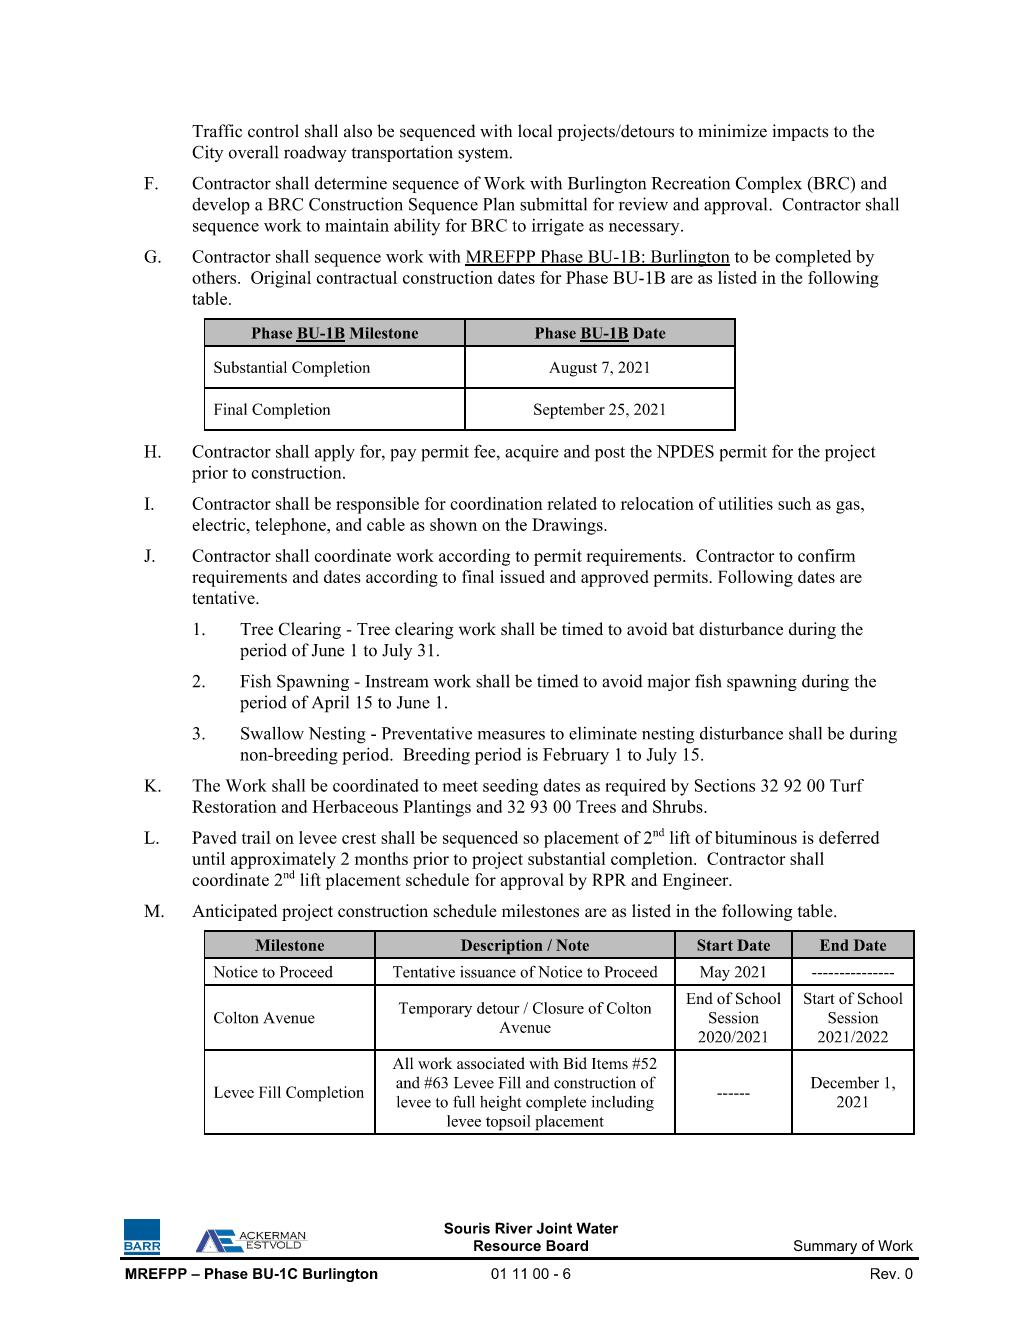 Traffic control shall also be sequenced with local projects/detours to minimize impacts to the
City overall roadway transportation system.
F. Contractor shall determine sequence of Work with Burlington Recreation Complex (BRC) and
develop a BRC Construction Sequence Plan submittal for review and approval. Contractor shall
sequence work to maintain ability for BRC to irrigate as necessary.
G. Contractor shall sequence work with MREFPP Phase BU-1B: Burlington to be completed by
others. Original contractual construction dates for Phase BU-1B are as listed in the following
table.
Phase BU-1B Milestone Phase BU-1B Date
Substantial Completion August 7, 2021
Final Completion September 25, 2021
H. Contractor shall apply for, pay permit fee, acquire and post the NPDES permit for the project
prior to construction.
I. Contractor shall be responsible for coordination related to relocation of utilities such as gas,
electric, telephone, and cable as shown on the Drawings.
J. Contractor shall coordinate work according to permit requirements. Contractor to confirm
requirements and dates according to final issued and approved permits. Following dates are
tentative.
1. Tree Clearing - Tree clearing work shall be timed to avoid bat disturbance during the
period of June 1 to July 31.
2. Fish Spawning - Instream work shall be timed to avoid major fish spawning during the
period of April 15 to June 1.
3. Swallow Nesting - Preventative measures to eliminate nesting disturbance shall be during
non-breeding period. Breeding period is February 1 to July 15.
K. The Work shall be coordinated to meet seeding dates as required by Sections 32 92 00 Turf
Restoration and Herbaceous Plantings and 32 93 00 Trees and Shrubs.
L. Paved trail on levee crest shall be sequenced so placement of 2nd lift of bituminous is deferred
until approximately 2 months prior to project substantial completion. Contractor shall
coordinate 2nd lift placement schedule for approval by RPR and Engineer.
M. Anticipated project construction schedule milestones are as listed in the following table.
Milestone Description / Note Start Date End Date
Notice to Proceed Tentative issuance of Notice to Proceed May 2021 ---------------
Colton Avenue
Temporary detour / Closure of Colton
Avenue
End of School
Session
2020/2021
Start of School
Session
2021/2022
Levee Fill Completion
All work associated with Bid Items #52
and #63 Levee Fill and construction of
levee to full height complete including
levee topsoil placement
------
December 1,
2021
BARR
AE ACKERMAN
ESTVOLD
Souris River Joint Water
Resource Board
Summary of Work
MREFPP – Phase BU-1C Burlington 01 11 00 - 6 Rev. 0